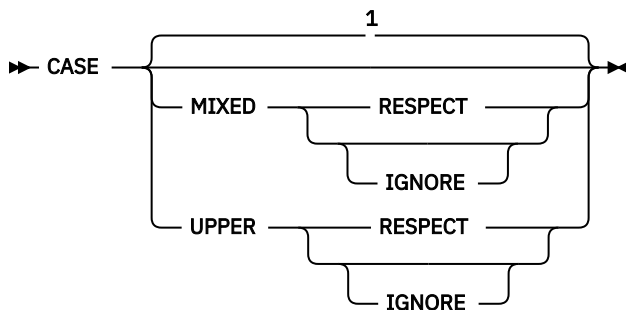 1
CASE
MIXED RESPECT
IGNORE
UPPER RESPECT
IGNORE